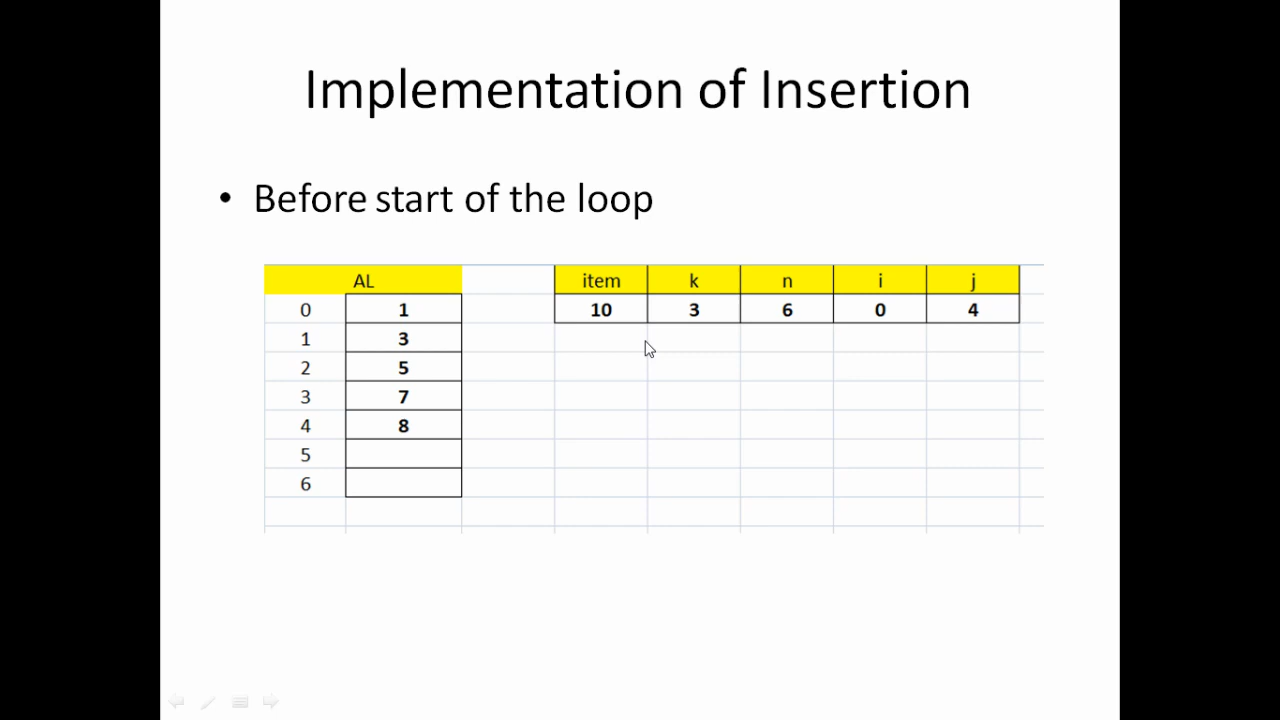 Implementation of Insertion
• Before start of the loop
AL item k n i j
0 1 10 3 6 0 4
1 3
2 5
3 7
4 8
5
6